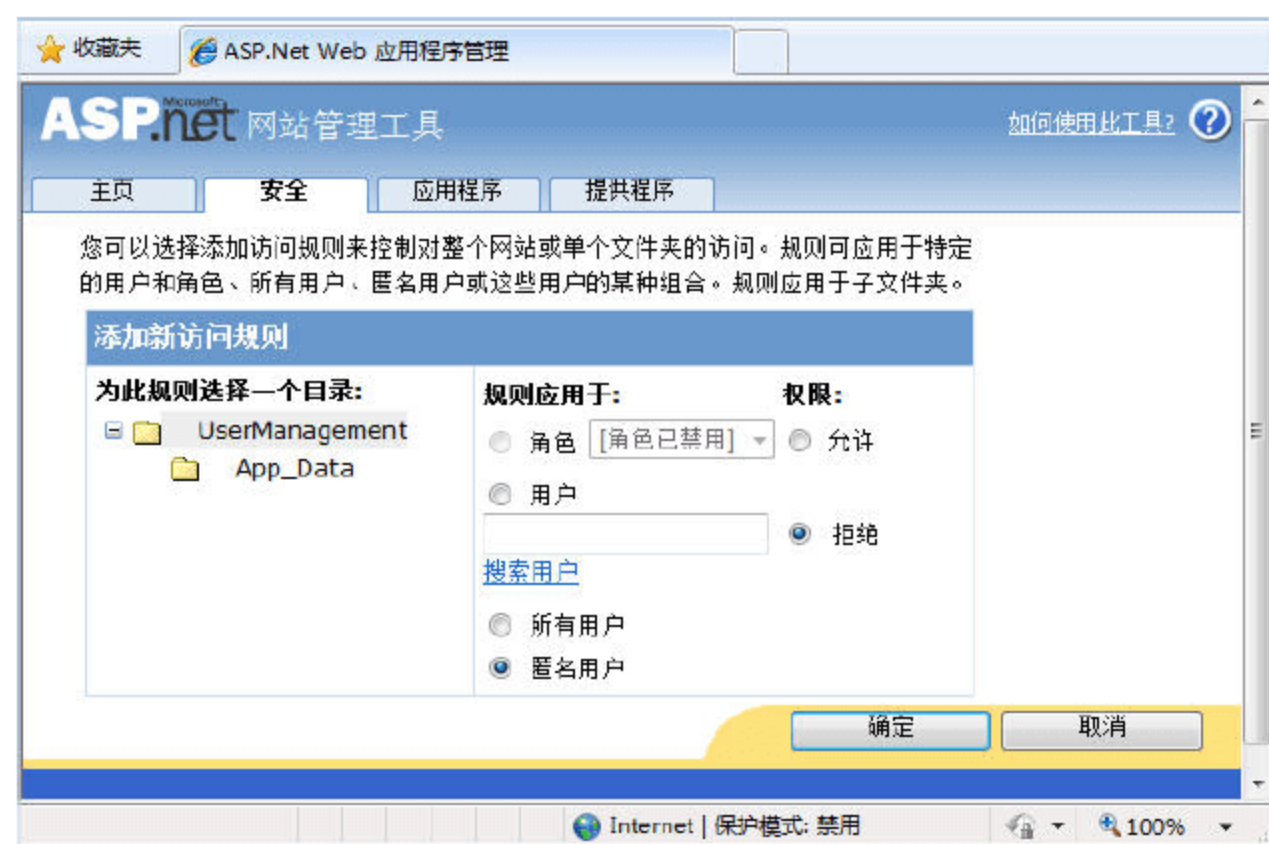 收藏夹 ASP.Net Web 应用程序管理
ASP.net Microsoft 网站管理工具 如何使用此工具?
主页 安全 应用程序 提供程序
您可以选择添加访问规则来控制对整个网站或单个文件夹的访问。规则可应用于特定
的用户和角色、所有用户、匿名用户或这些用户的某种组合。规则应用于子文件夹。
添加新访问规则
为此规则选择一个目录: 规则应用于: 权限:
UserManagement 角色 [角色已禁用] 允许
App_Data 用户
拒绝
搜索用户
所有用户
匿名用户
确定 取消
Internet | 保护模式: 禁用 100%